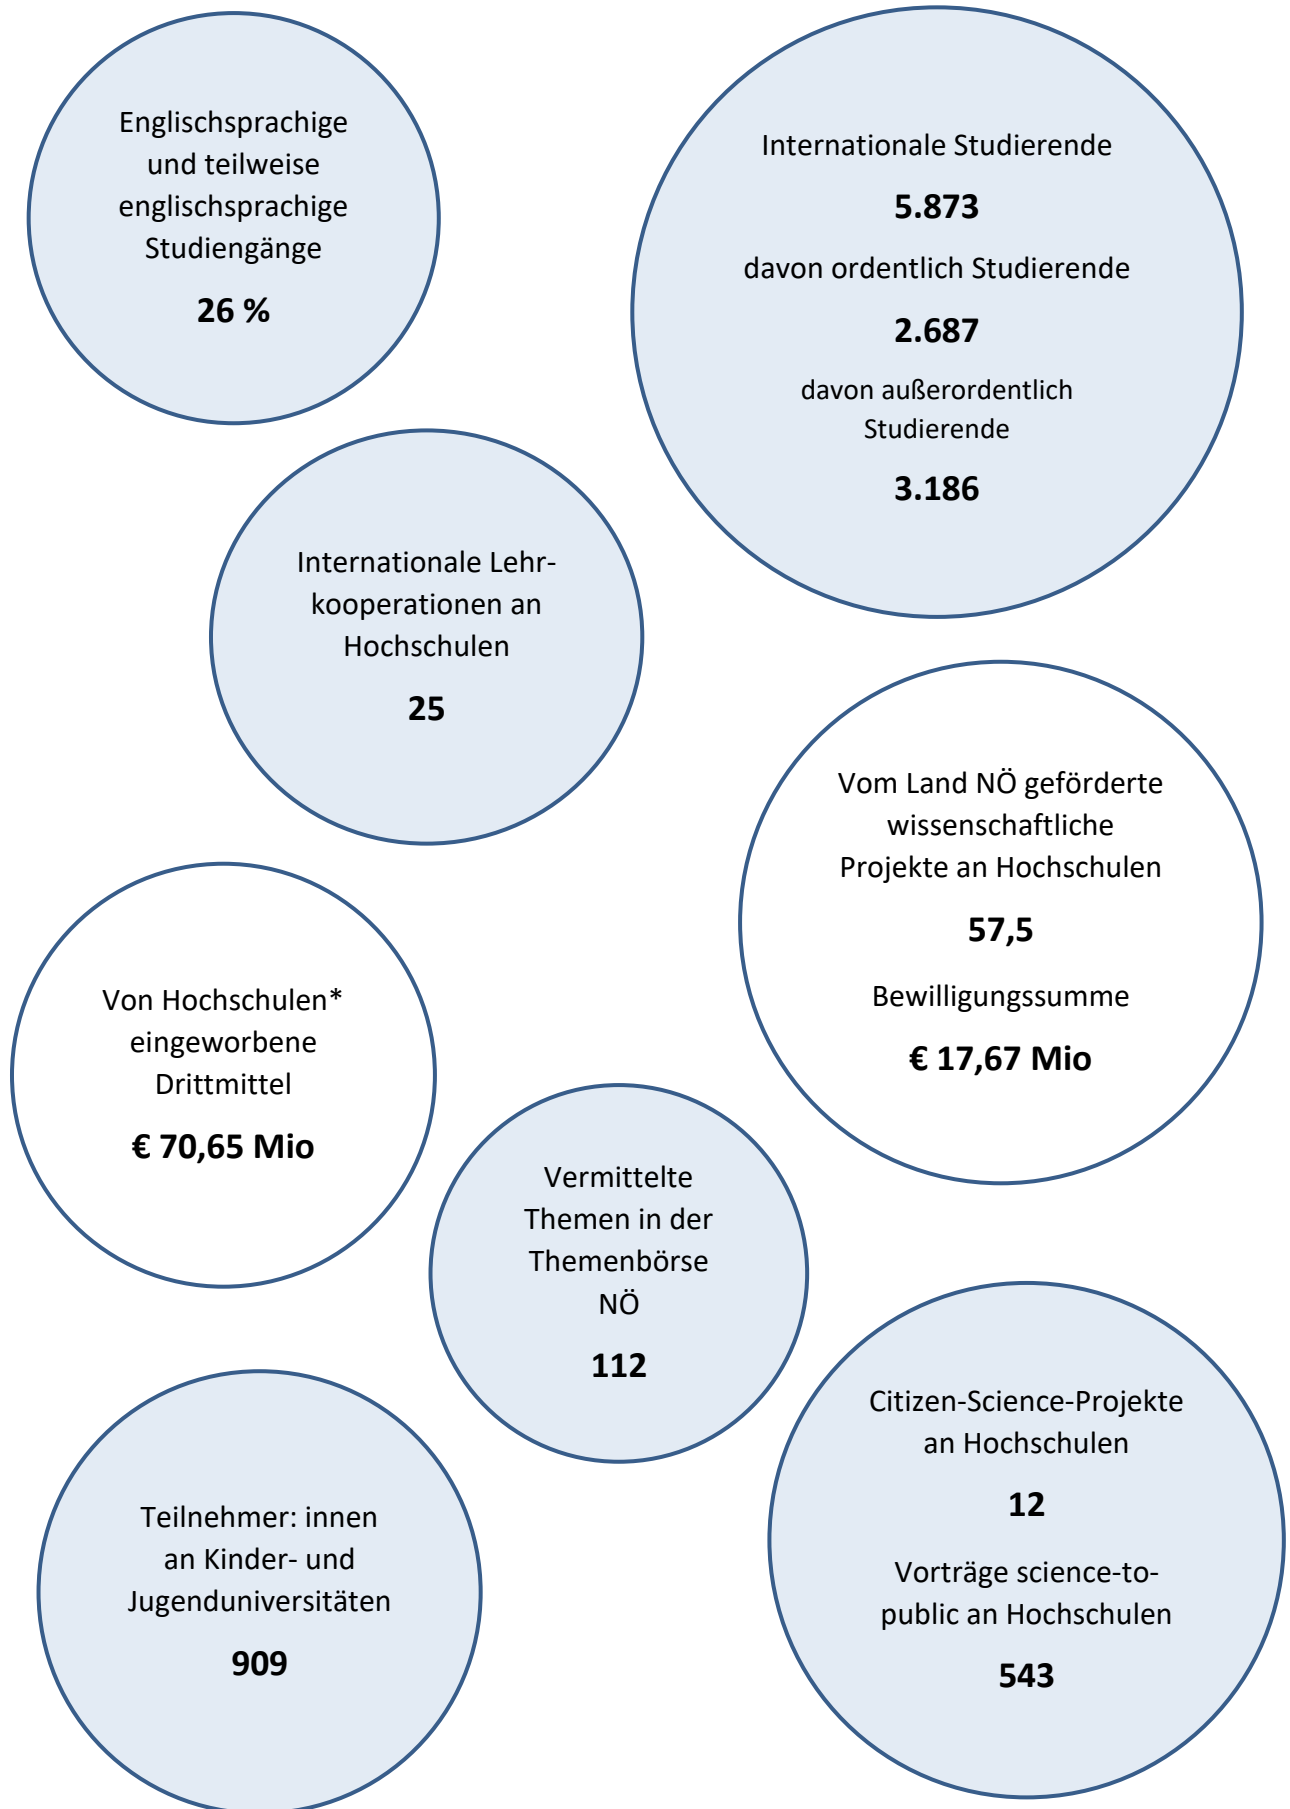 Englischsprachige
und teilweise
englischsprachige
Studiengänge
26 %
Internationale Studierende
5.873
davon ordentlich Studierende
2.687
davon außerordentlich
Studierende
3.186
Internationale Lehr-
kooperationen an
Hochschulen
25
Vom Land NÖ geförderte
wissenschaftliche
Projekte an Hochschulen
57,5
Bewilligungssumme
€ 17,67 Mio
Von Hochschulen*
eingeworbene
Drittmittel
€ 70,65 Mio
Vermittelte
Themen in der
Themenbörse
NÖ
112
Citizen-Science-Projekte
an Hochschulen
12
Vorträge science-to-
public an Hochschulen
543
Teilnehmer: innen
an Kinder- und
Jugenduniversitäten
909